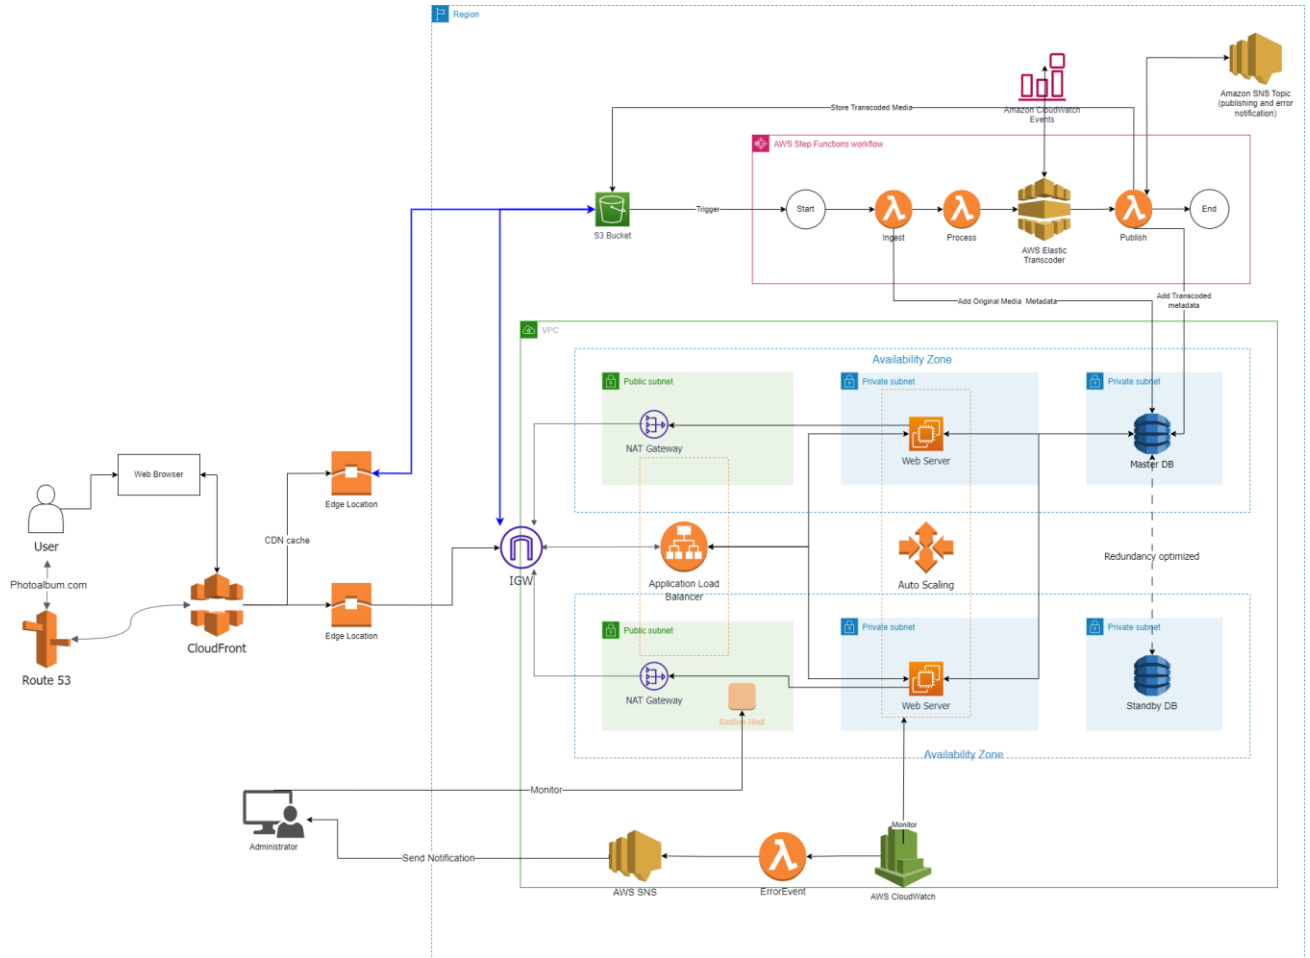 Region
Amazon SNS Topic
(publishing and error
notification)
Store Transcoded Media
Amazon CloudWatch
Events
AWS Step Functions workflow
S3 Bucket
Trigger
Start
Ingest
Process
AWS Elastic
Transcoder
Publish
End
Add Original Media Metadata
Add Transcoded
metadata
VPC
Availability Zone
Public subnet
Private subnet
Private subnet
NAT Gateway
Web Server
Master DB
Web Browser
Edge Location
User
CDN cache
IGW
Application Load
Balancer
Auto Scaling
Redundancy optimized
Photoalbum.com
Edge Location
CloudFront
Route 53
Public subnet
Private subnet
Private subnet
NAT Gateway
Bastion Host
Web Server
Standby DB
Availability Zone
Monitor
Administrator
Monitor
Send Notification
AWS SNS
ErrorEvent
AWS CloudWatch